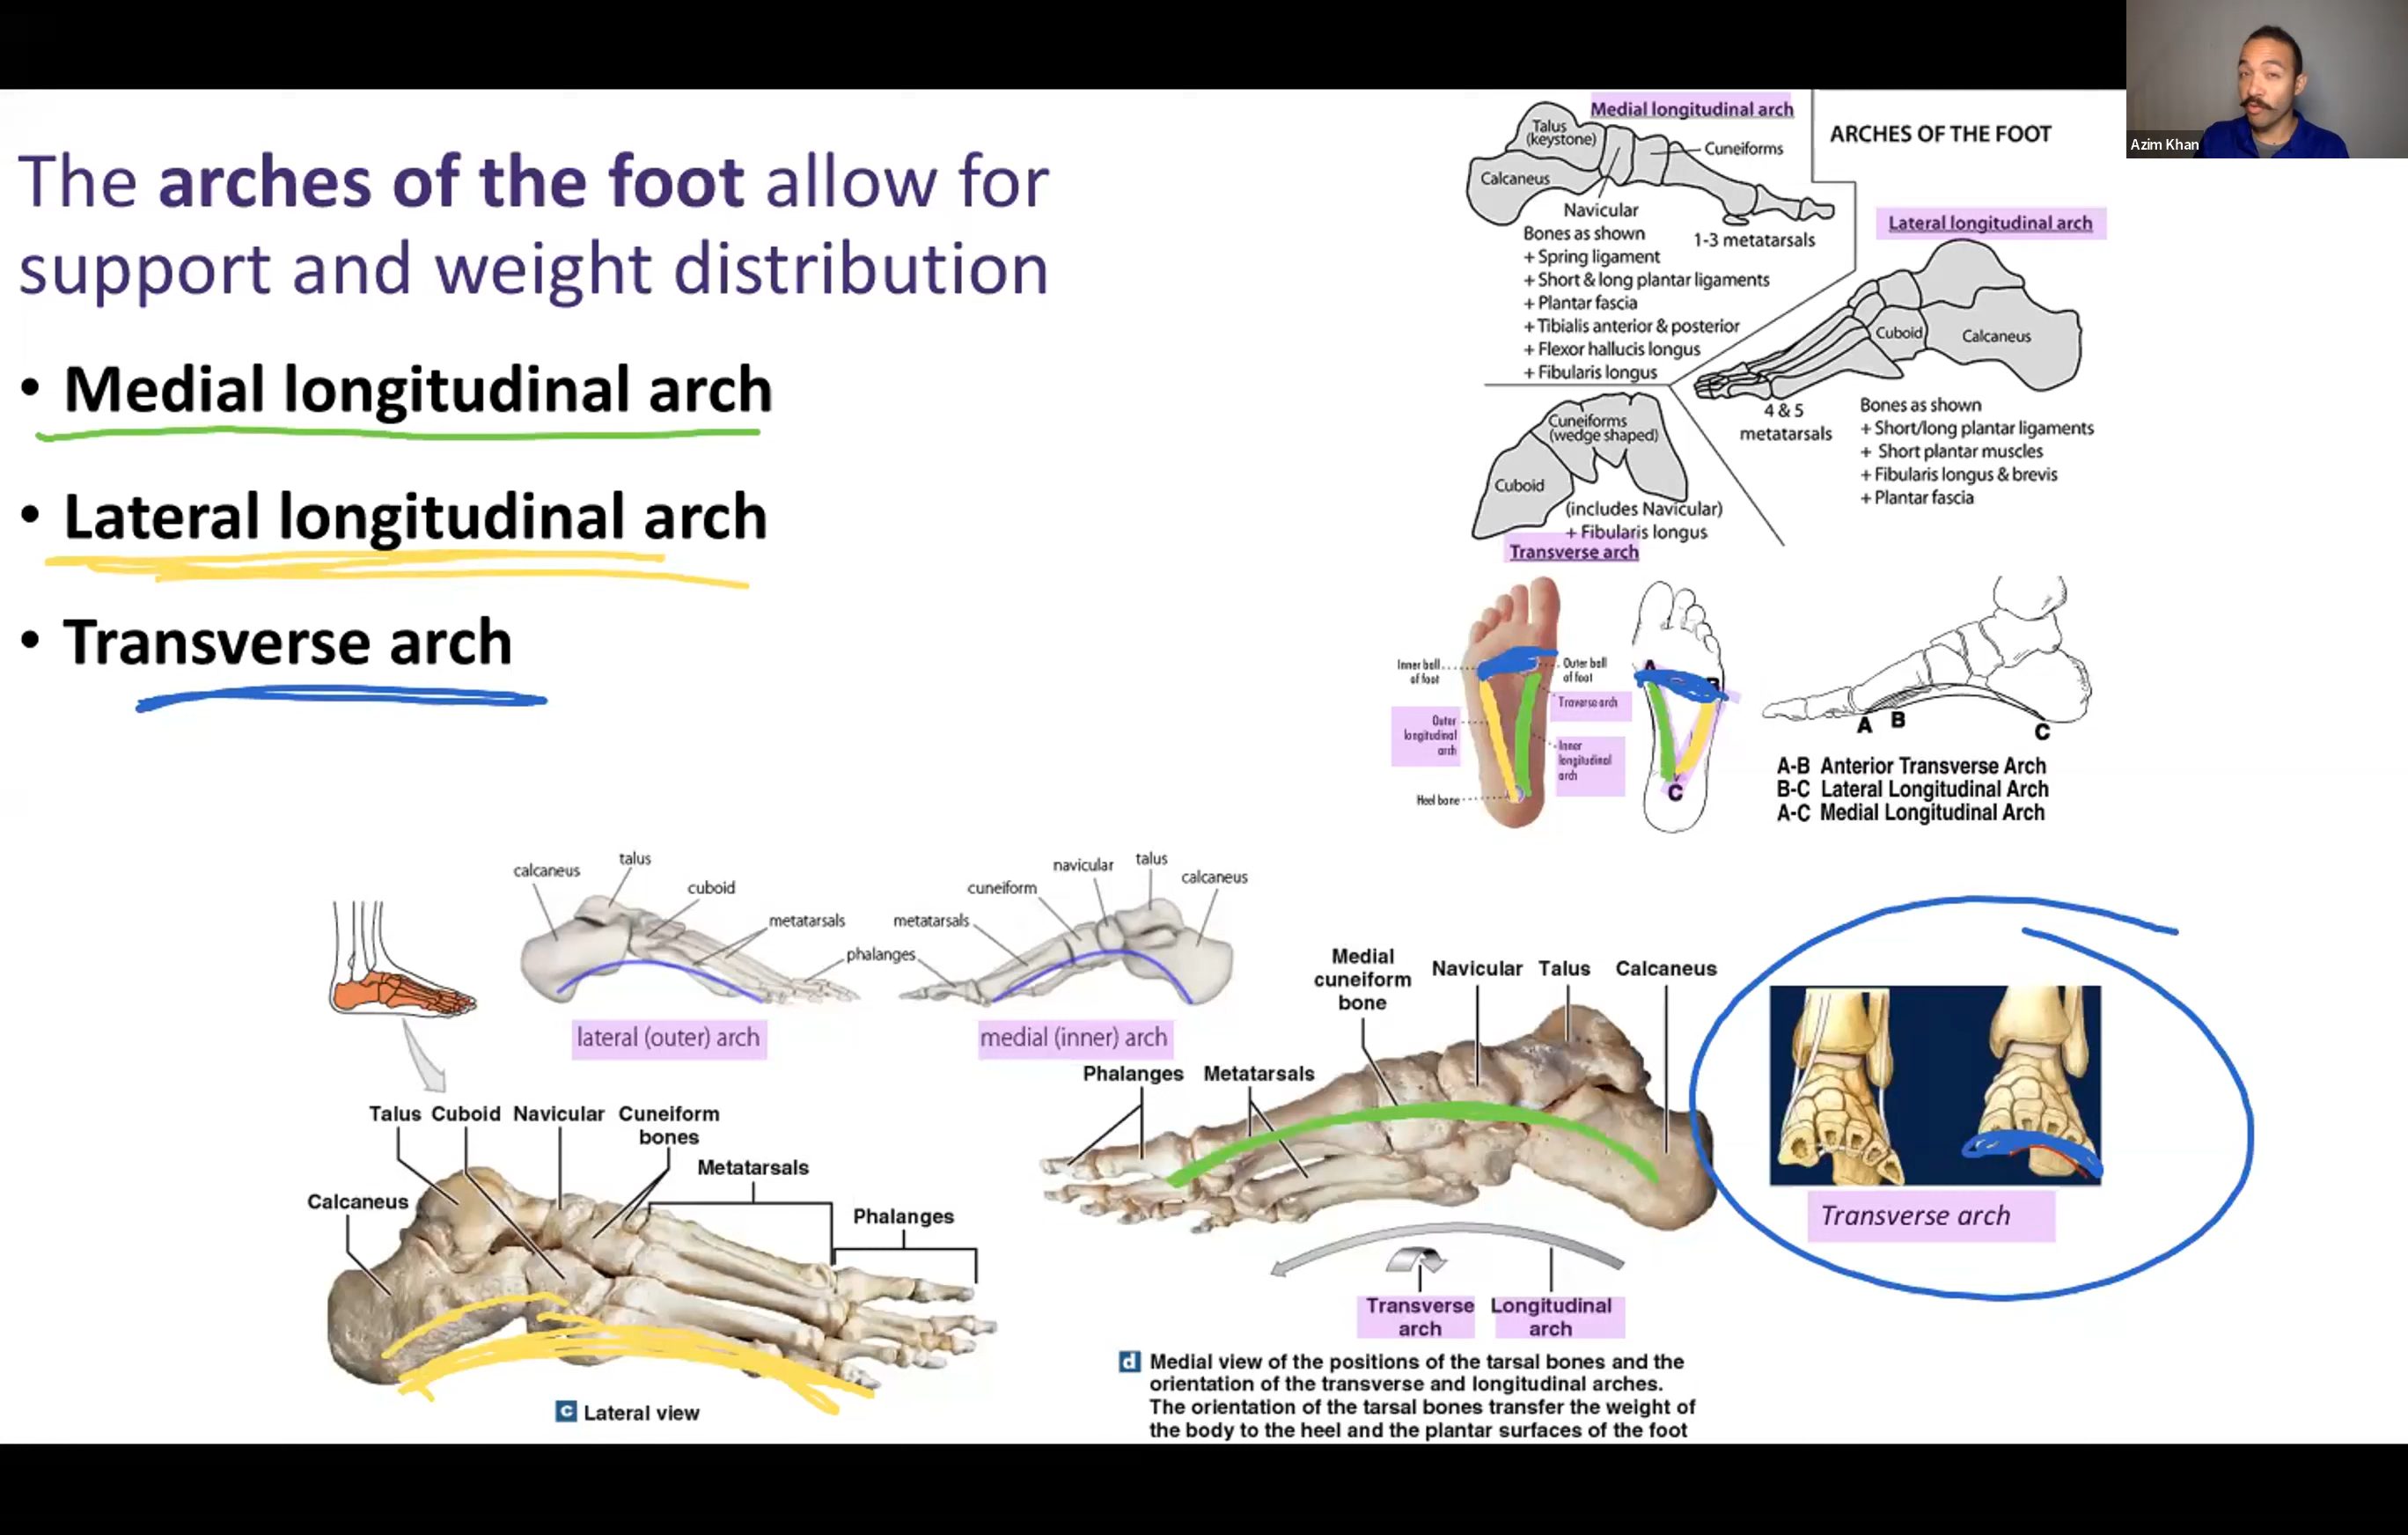 Azim Khan
The arches of the foot allow for
support and weight distribution
• Medial longitudinal arch
• Lateral longitudinal arch
• Transverse arch
ARCHES OF THE FOOT
Medial longitudinal arch
Talus
(keystone)
Cuneiforms
Calcaneus
Navicular
1-3 metatarsals
Bones as shown
+ Spring ligament
+ Short & long plantar ligaments
+ Plantar fascia
+ Tibialis anterior & posterior
+ Flexor hallucis longus
+ Fibularis longus
Lateral longitudinal arch
Cuboid
Calcaneus
4 & 5
metatarsals
Bones as shown
+ Short/long plantar ligaments
+ Short plantar muscles
+ Fibularis longus & brevis
+ Plantar fascia
Cuneiforms
(wedge shaped)
Cuboid
(includes Navicular)
+ Fibularis longus
Transverse arch
Inner ball
of foot
Outer ball
of foot
Traverse arch
Outer
longitudinal
arch
Inner
longitudinal
arch
Heel bone
A
B
C
A B C
A-B Anterior Transverse Arch
B-C Lateral Longitudinal Arch
A-C Medial Longitudinal Arch
calcaneus
talus
cuboid
metatarsals
phalanges
lateral (outer) arch
metatarsals
cuneiform
navicular
talus
calcaneus
medial (inner) arch
Talus Cuboid Navicular Cuneiform
bones
Metatarsals
Calcaneus
Phalanges
c Lateral view
Medial
cuneiform
bone
Navicular Talus Calcaneus
Phalanges Metatarsals
Transverse
arch
Longitudinal
arch
d Medial view of the positions of the tarsal bones and the
orientation of the transverse and longitudinal arches.
The orientation of the tarsal bones transfer the weight of
the body to the heel and the plantar surfaces of the foot
Transverse arch